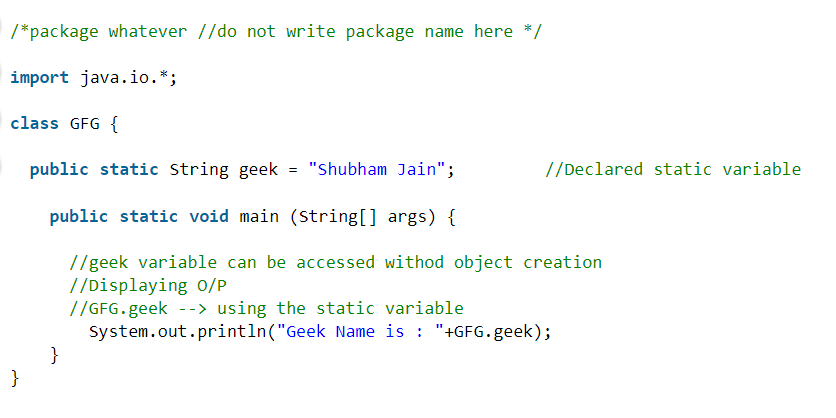 /*package whatever //do not write package name here */
import java.io.*;
class GFG {
public static String geek = "Shubham Jain"; //Declared static variable
public static void main (String[] args) {
//geek variable can be accessed withod object creation
//Displaying O/P
//GFG.geek --> using the static variable
System.out.println("Geek Name is : "+GFG.geek);
}
}